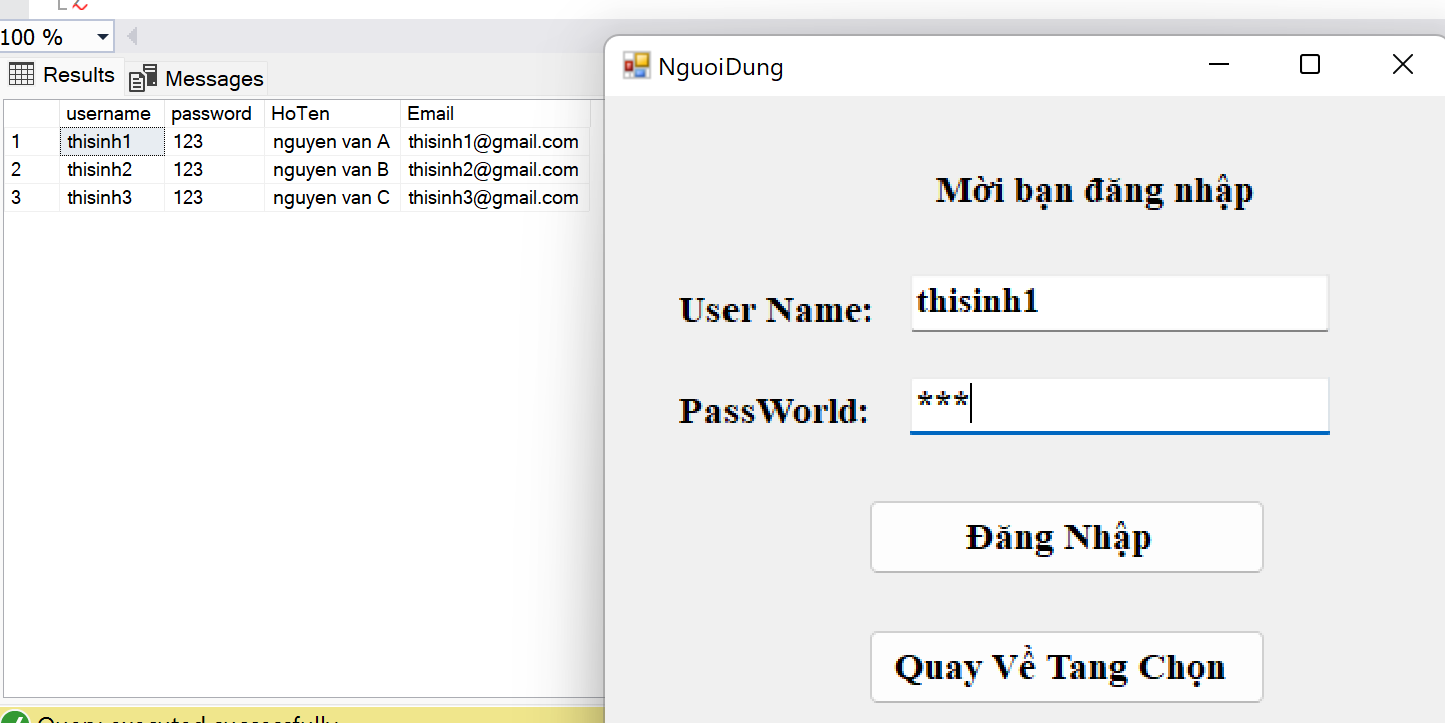 100 %
Results Messages
username password HoTen Email
1 thisinh1 123 nguyen van A thisinh1@gmail.com
2 thisinh2 123 nguyen van B thisinh2@gmail.com
3 thisinh3 123 nguyen van C thisinh3@gmail.com
Query executed successfully
NguoiDung
Mời bạn đăng nhập
User Name: thisinh1
PassWorld: ***
Đăng Nhập
Quay Về Tang Chọn